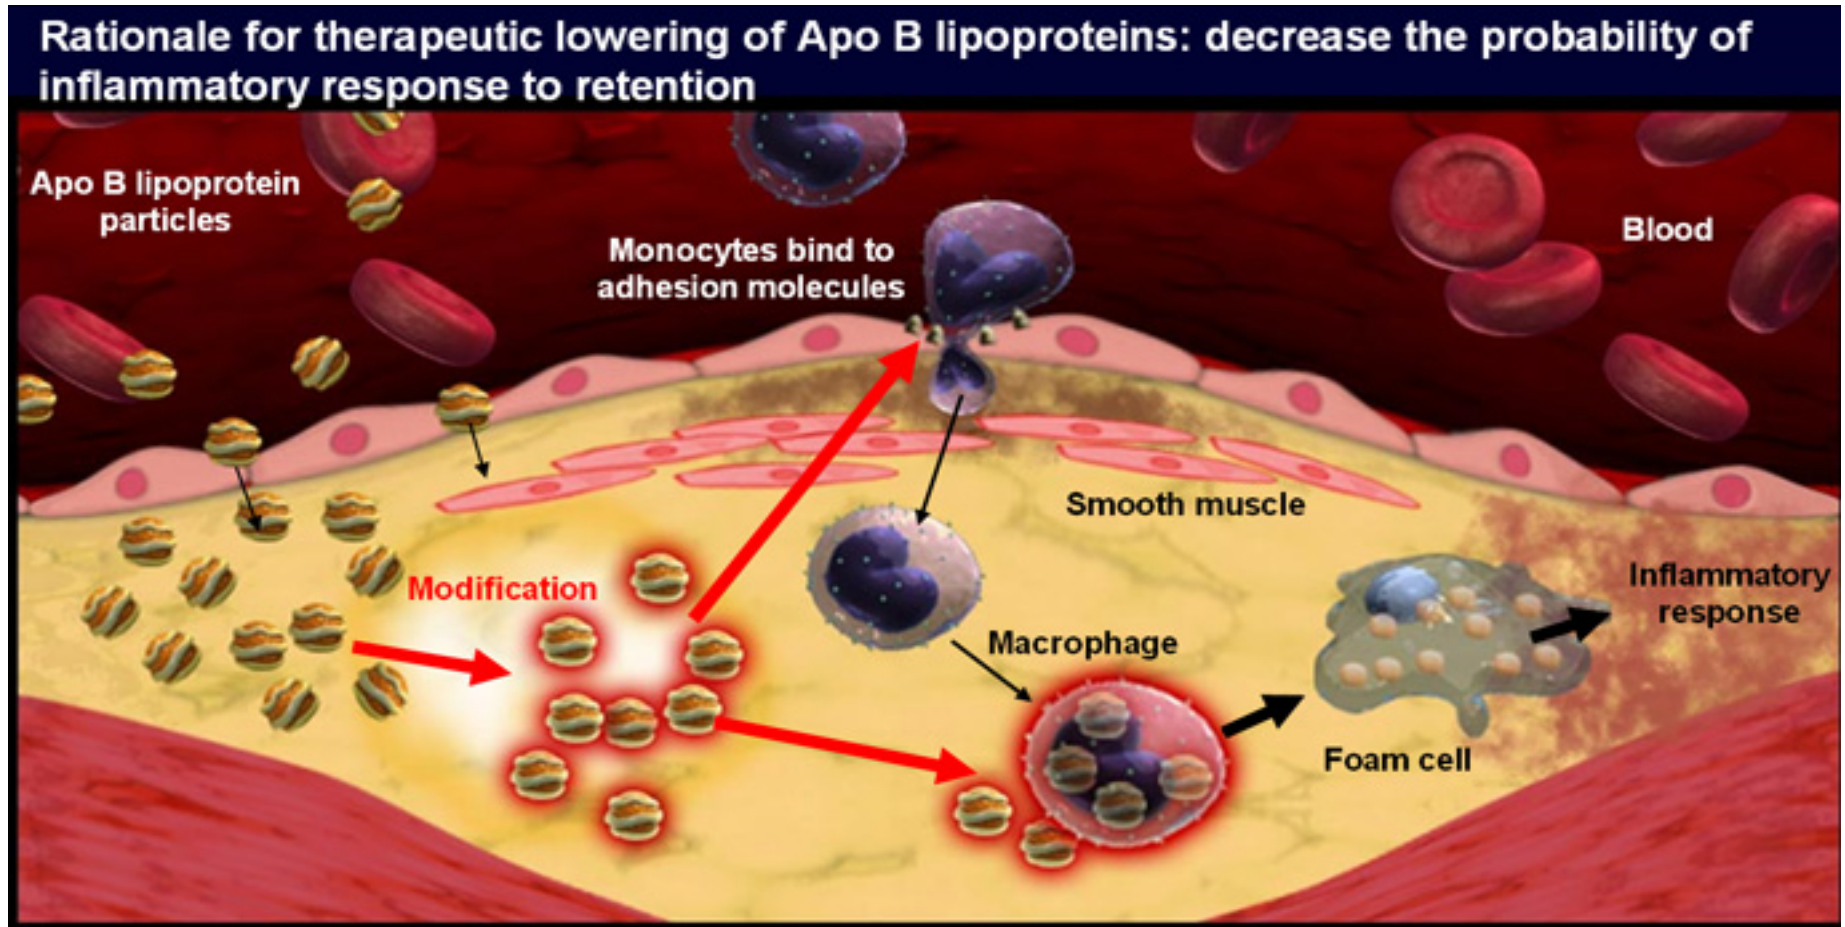 Rationale for therapeutic lowering of Apo B lipoproteins: decrease the probability of
inflammatory response to retention
Apo B lipoprotein
particles
Monocytes bind to
adhesion molecules
Blood
Smooth muscle
Modification
Macrophage
Inflammatory
response
Foam cell